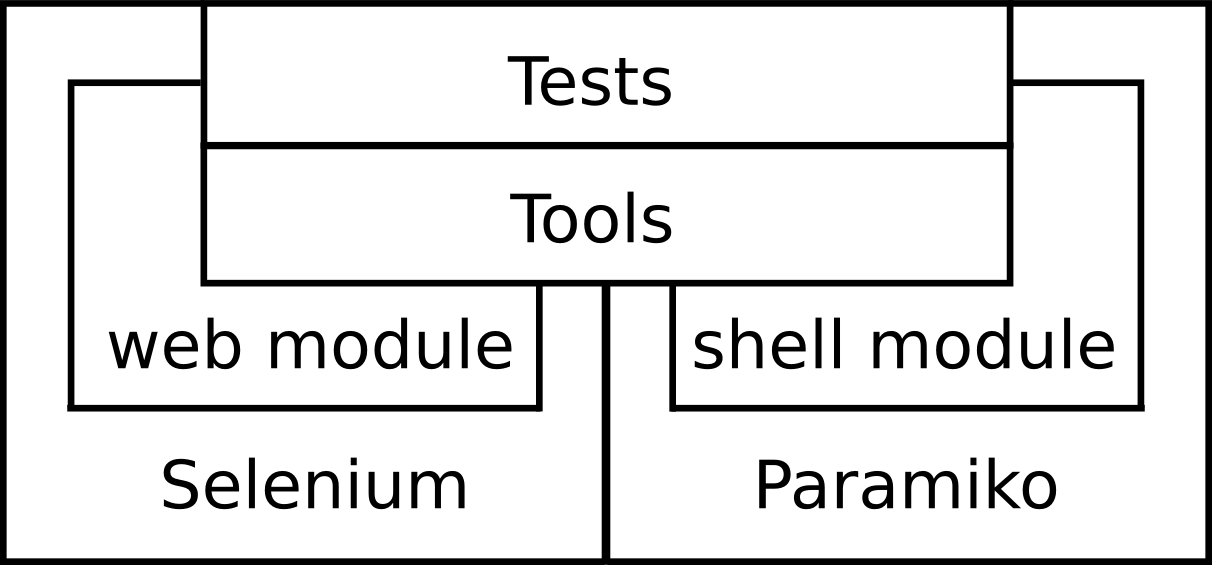 Tests
Tools
web module
shell module
Selenium
Paramiko